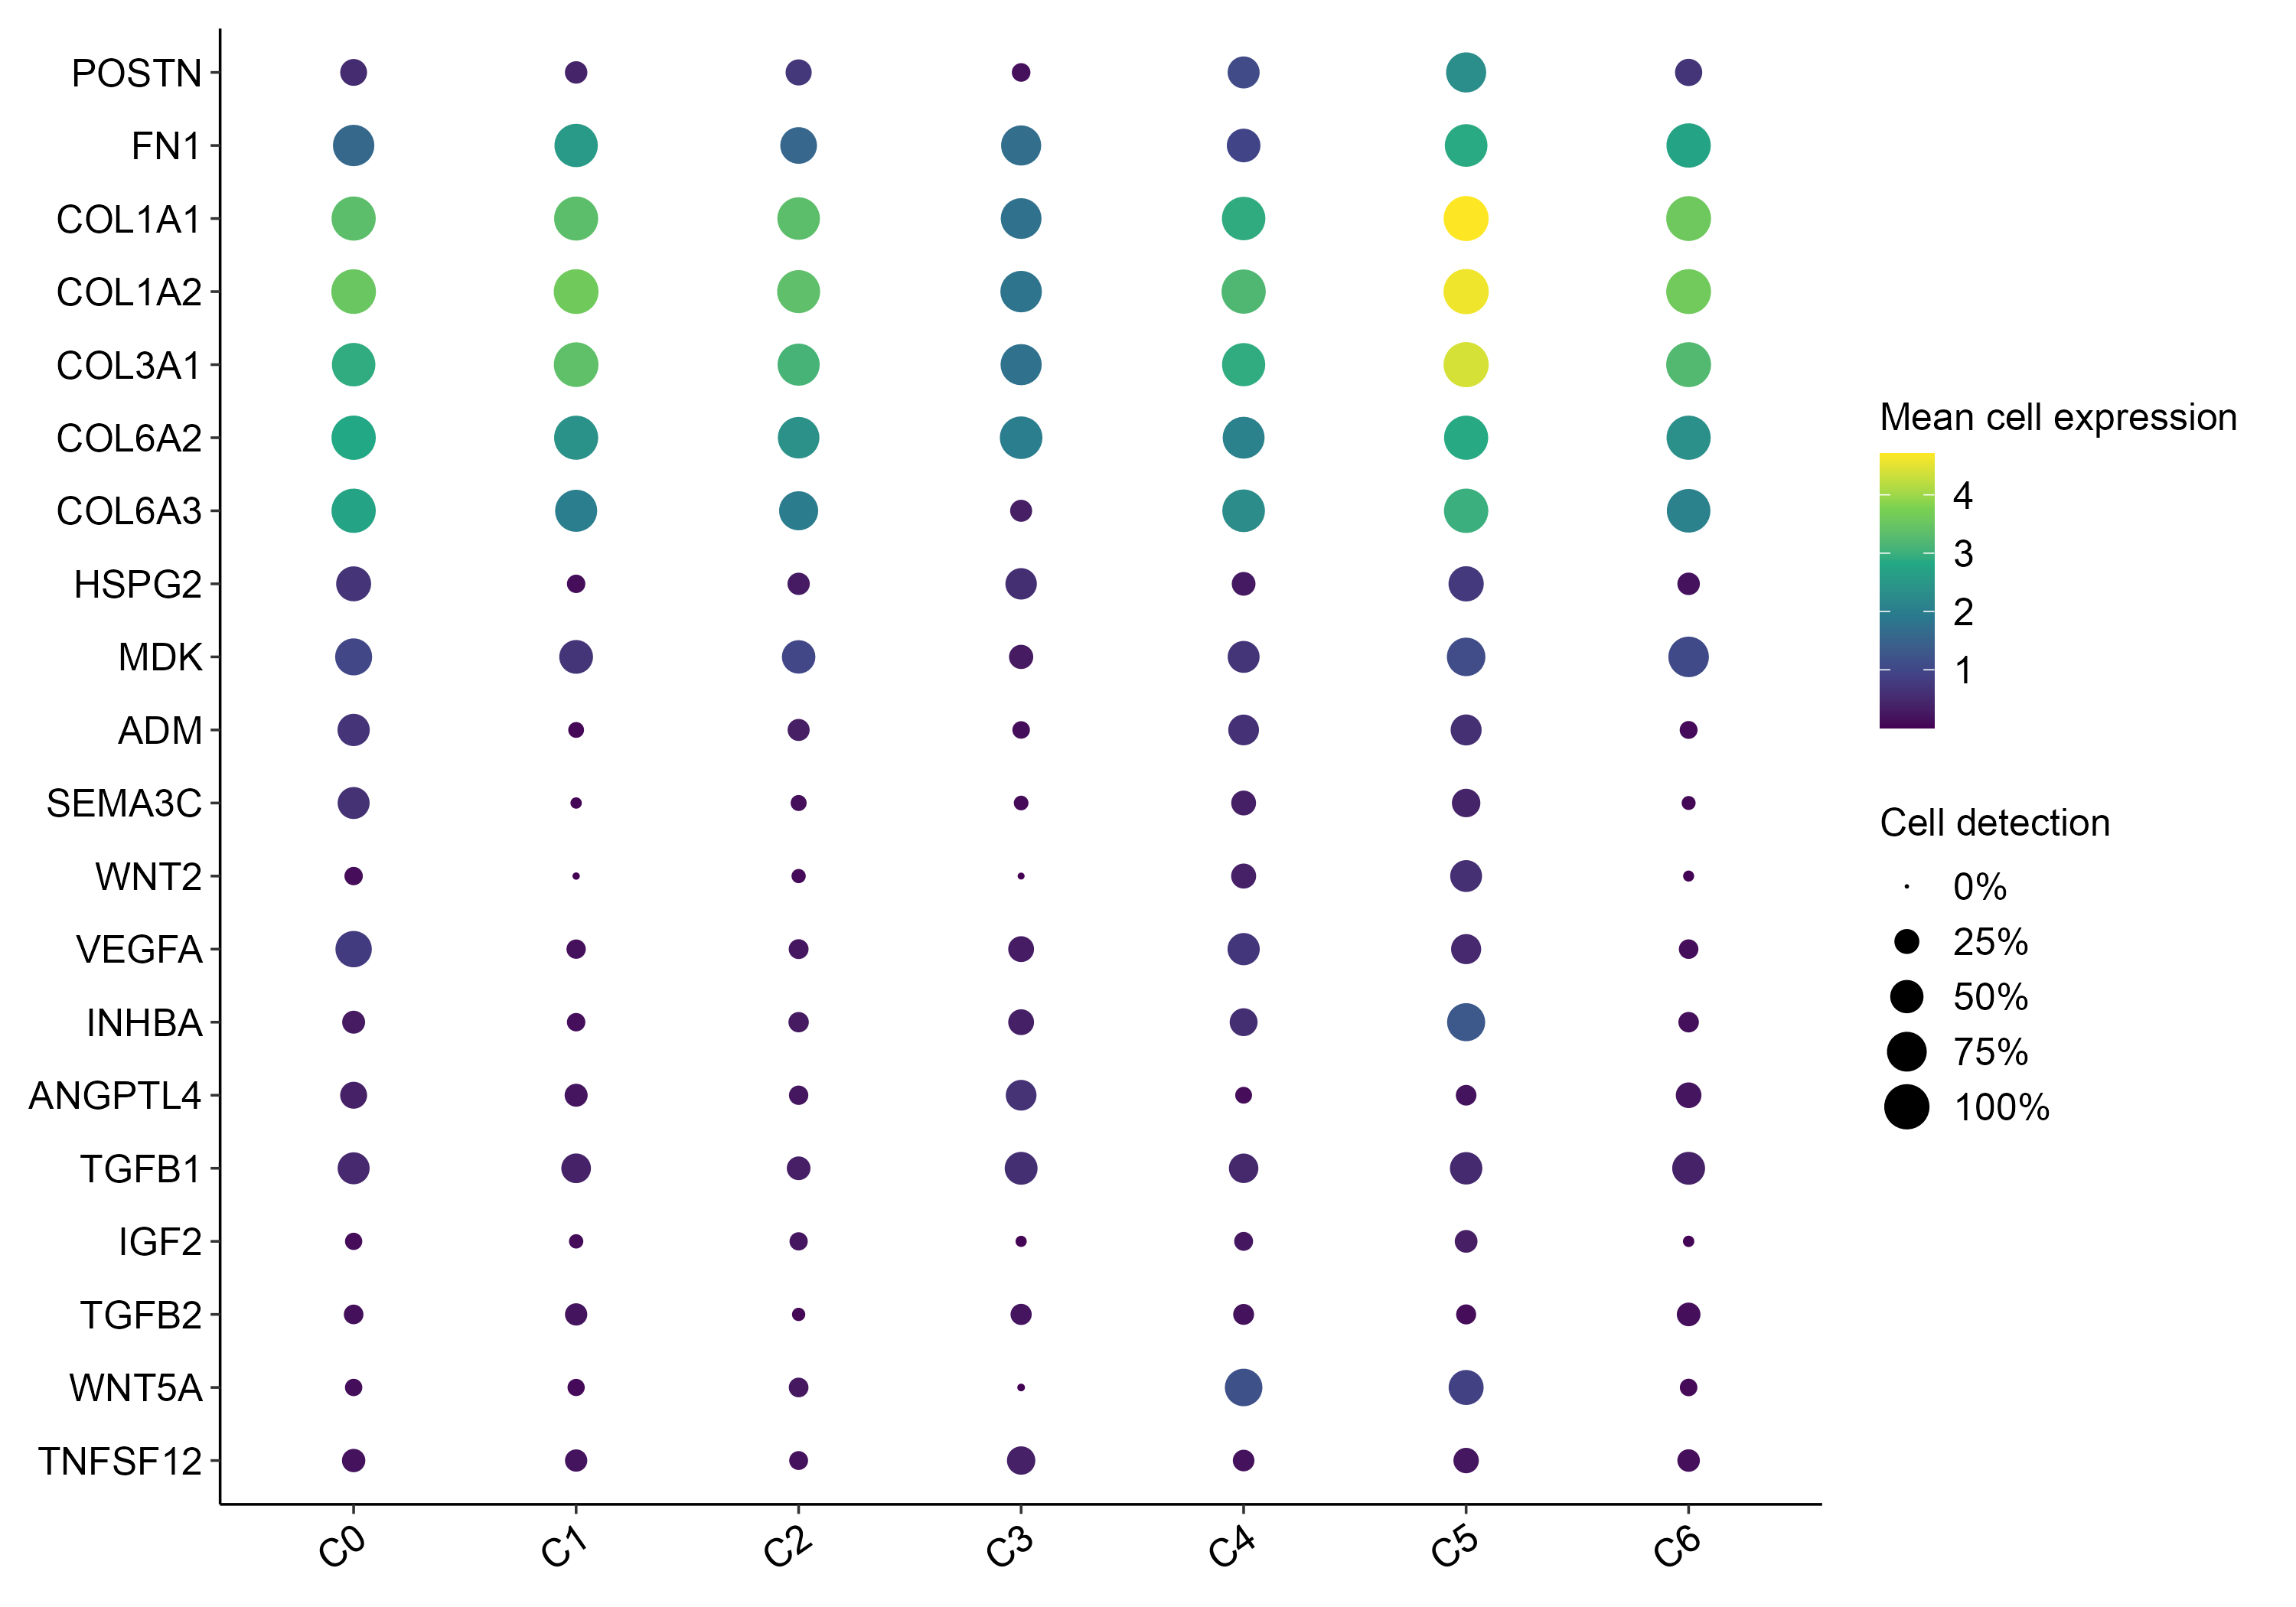 POSTN
FN1
COL1A1
COL1A2
COL3A1
COL6A2
COL6A3
HSPG2
MDK
ADM
SEMA3C
WNT2
VEGFA
INHBA
ANGPTL4
TGFB1
IGF2
TGFB2
WNT5A
TNFSF12
C0 C1 C2 C3 C4 C5 C6
Mean cell expression
4
3
2
1
Cell detection
0%
25%
50%
75%
100%